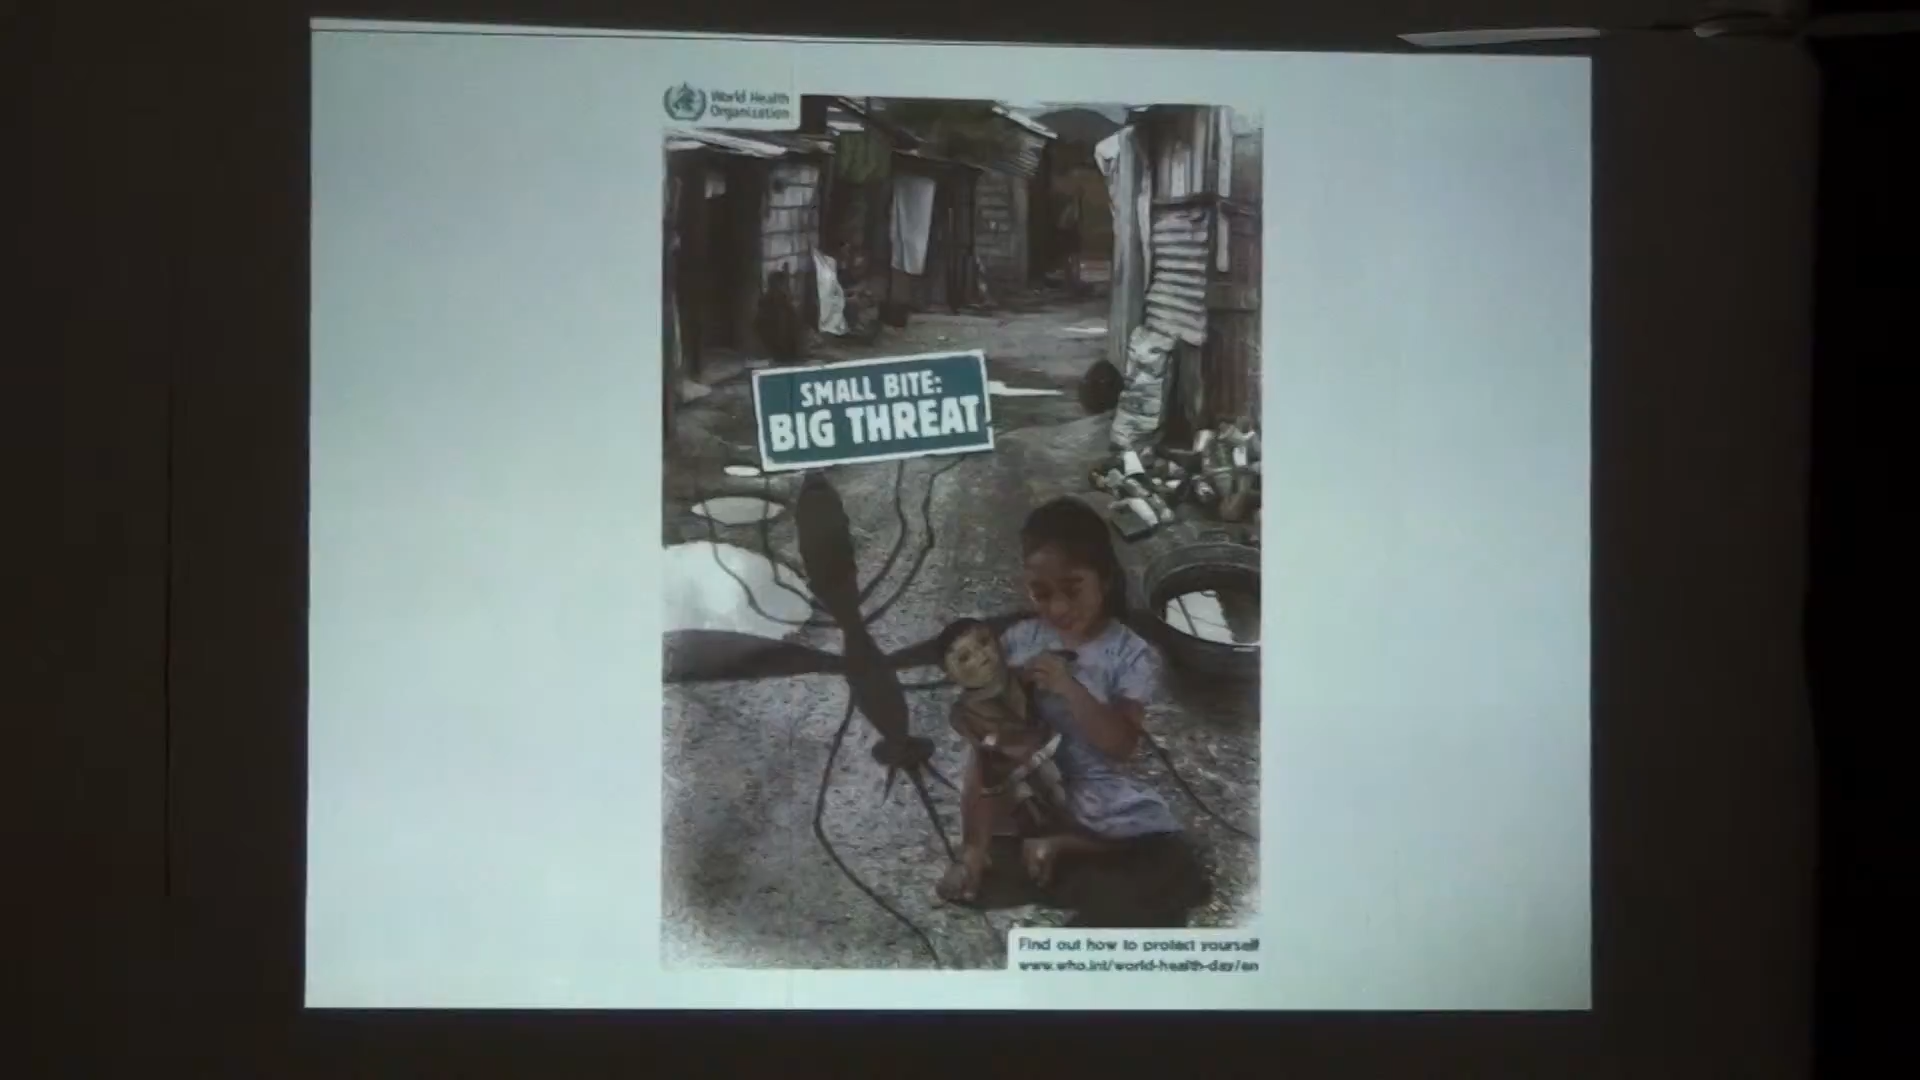 World Health
Organization
SMALL BITE:
BIG THREAT
Find out how to protect yourself
www.who.int/world-health-day/en